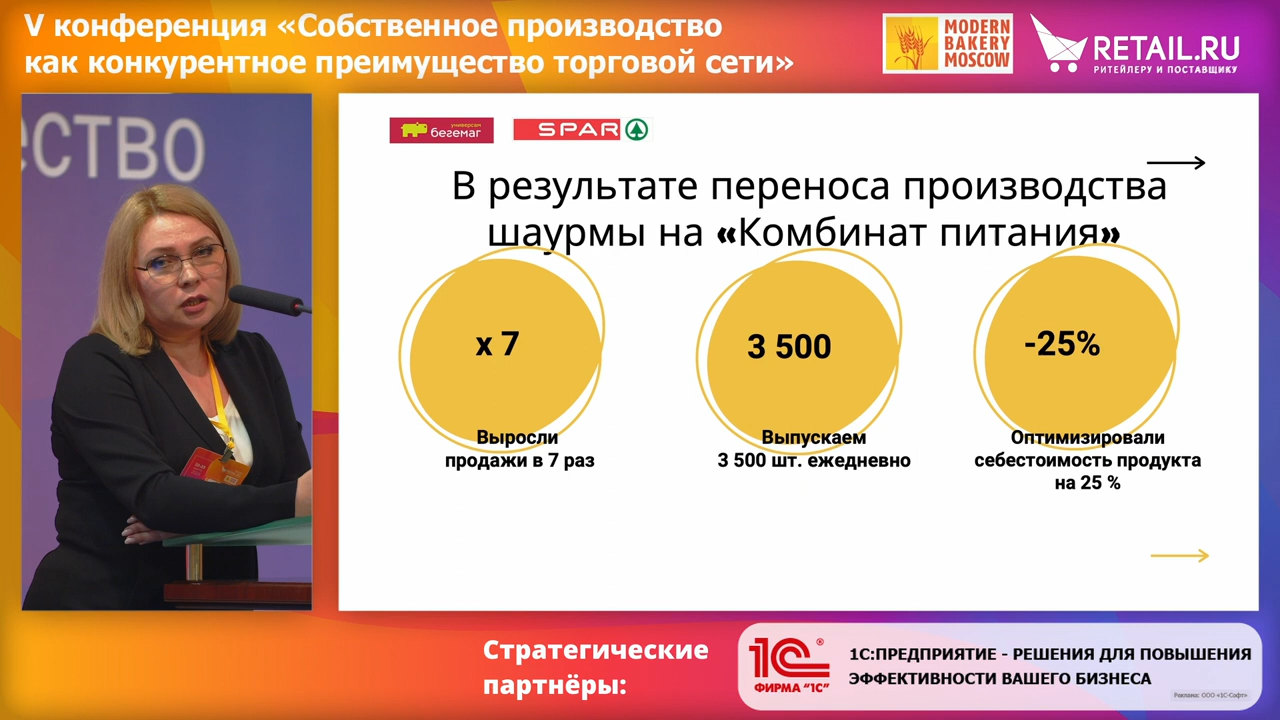 V конференция «Собственное производство
как конкурентное преимущество торговой сети»
MODERN
BAKERY
MOSCOW
RETAIL.RU
РИТЕЙЛЕРУ И ПОСТАВЩИКУ
ество
универсам
бегемаг
SPAR
В результате переноса производства
шаурмы на «Комбинат питания»
x 7
3 500
-25%
Выросли
продажи в 7 раз
Выпускаем
3 500 шт. ежедневно
Оптимизировали
себестоимость продукта
на 25 %
Стратегические
партнёры:
1С®
ФИРМА "1С"
1С:ПРЕДПРИЯТИЕ - РЕШЕНИЯ ДЛЯ ПОВЫШЕНИЯ
ЭФФЕКТИВНОСТИ ВАШЕГО БИЗНЕСА
Реклама: ООО «1С-Софт»